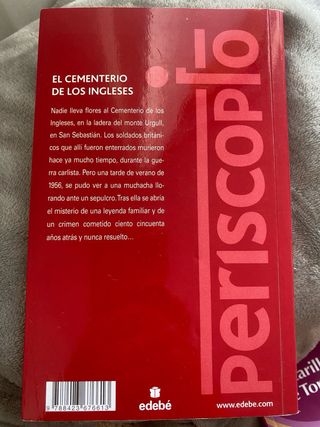 EL CEMENTERIO
DE LOS INGLESES
Nadie lleva flores al Cementerio de los
Ingleses, en la ladera del monte Urgull,
en San Sebastián. Los soldados británi-
cos que allí fueron enterrados murieron
hace ya mucho tiempo, durante la gue-
rra carlista. Pero una tarde de verano de
1956, se pudo ver a una muchacha llo-
rando ante un sepulcro. Tras ella se abría
el misterio de una leyenda familiar y de
un crimen cometido ciento cincuenta
años atrás y nunca resuelto...
periscopio
9 788423 676613
edebé
www.edebe.com